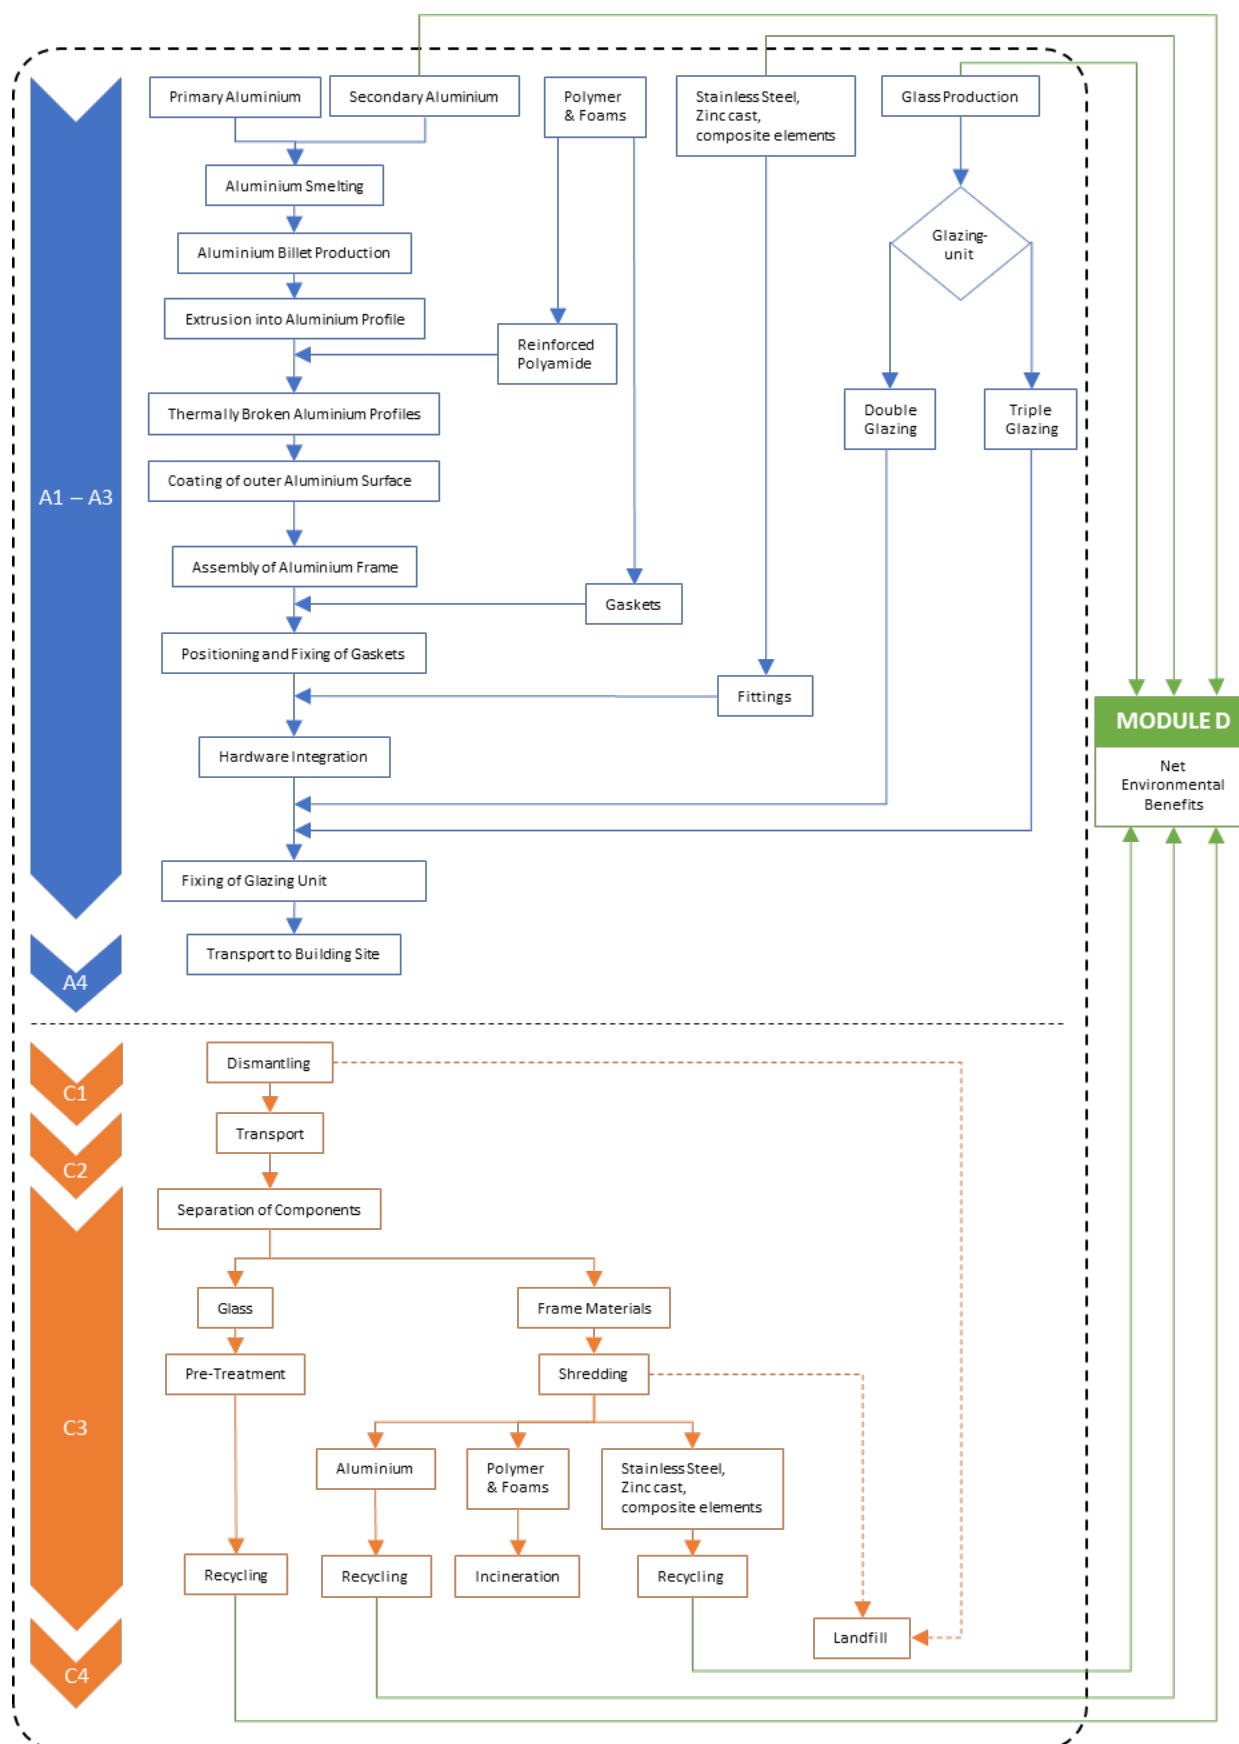 Primary Aluminium
Secondary Aluminium
Polymer
& Foams
Stainless Steel,
Zinc cast,
composite elements
Glass Production
Aluminium Smelting
Glazing-
unit
Aluminium Billet Production
Extrusion into Aluminium Profile
Reinforced
Polyamide
Thermally Broken Aluminium Profiles
Double
Glazing
Triple
Glazing
Coating of outer Aluminium Surface
A1 – A3
Assembly of Aluminium Frame
Gaskets
Positioning and Fixing of Gaskets
Fittings
MODULE D
Net
Environmental
Benefits
Hardware Integration
Fixing of Glazing Unit
Transport to Building Site
A4
Dismantling
C1
Transport
C2
Separation of Components
Glass
Frame Materials
Pre-Treatment
Shredding
C3
Aluminium
Polymer
& Foams
Stainless Steel,
Zinc cast,
composite elements
Recycling
Recycling
Incineration
Recycling
Landfill
C4